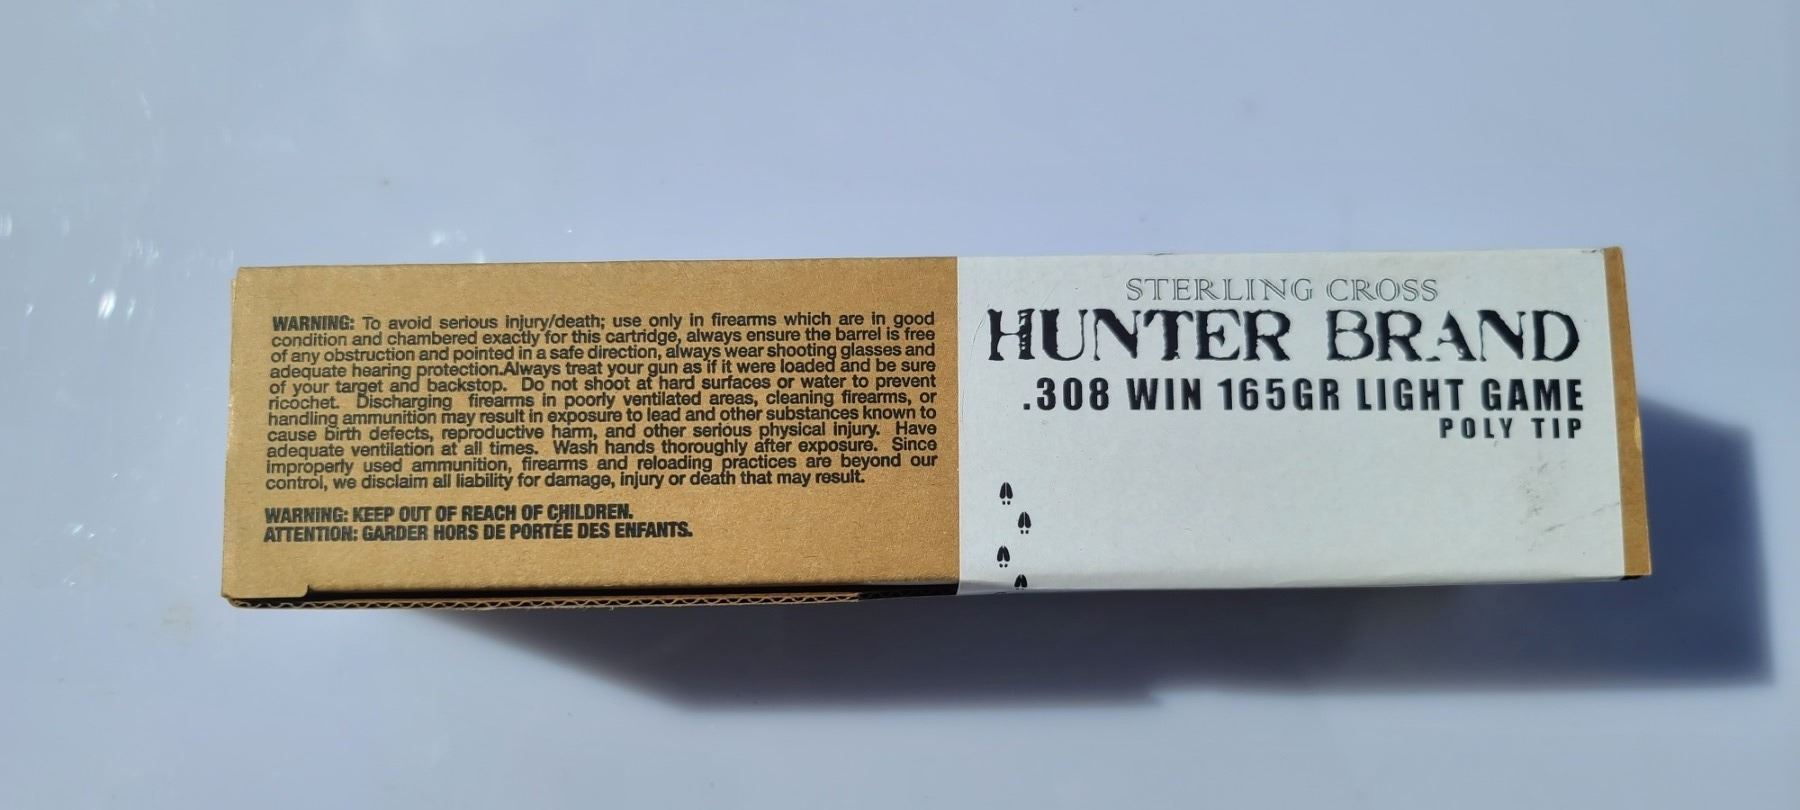 WARNING: To avoid serious injury/death; use only in firearms which are in good
condition and chambered exactly for this cartridge, always ensure the barrel is free
of any obstruction and pointed in a safe direction, always wear shooting glasses and
adequate hearing protection.Always treat your gun as if it were loaded and be sure
of your target and backstop. Do not shoot at hard surfaces or water to prevent
ricochet. Discharging firearms in poorly ventilated areas, cleaning firearms, or
handling ammunition may result in exposure to lead and other substances known to
cause birth defects, reproductive harm, and other serious physical injury. Have
adequate ventilation at all times. Wash hands thoroughly after exposure. Since
improperly used ammunition, firearms and reloading practices are beyond our
control, we disclaim all liability for damage, injury or death that may result.
WARNING: KEEP OUT OF REACH OF CHILDREN.
ATTENTION: GARDER HORS DE PORTÉE DES ENFANTS.
STERLING CROSS
HUNTER BRAND
.308 WIN 165GR LIGHT GAME
POLY TIP